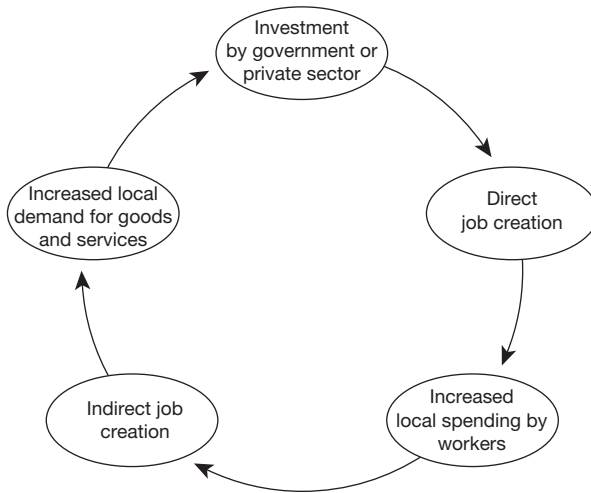 Investment
by government or
private sector
Direct
job creation
Increased
local spending by
workers
Indirect job
creation
Increased local
demand for goods
and services